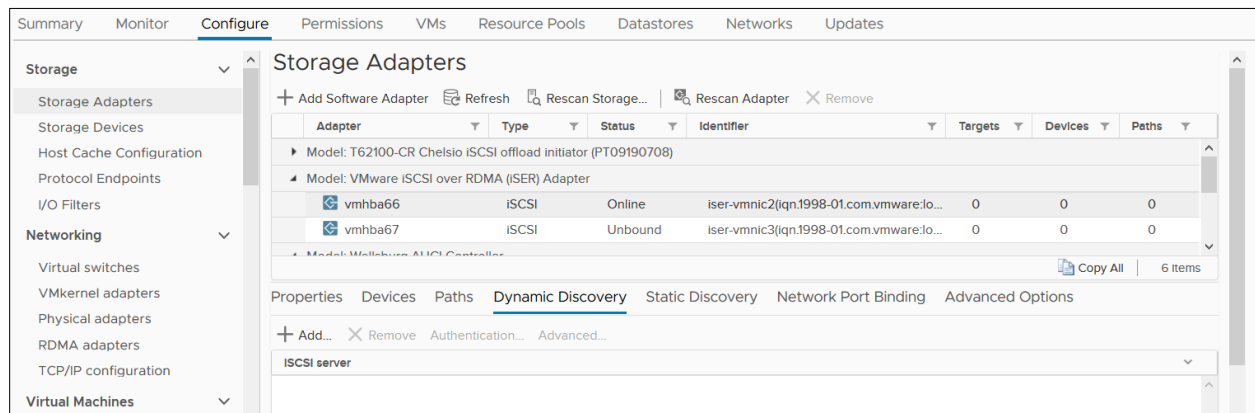 Summary Monitor Configure Permissions VMs Resource Pools Datastores Networks Updates
Storage
Storage Adapters
Storage Devices
Host Cache Configuration
Protocol Endpoints
I/O Filters
Networking
Virtual switches
VMkernel adapters
Physical adapters
RDMA adapters
TCP/IP configuration
Virtual Machines
Storage Adapters
Add Software Adapter Refresh Rescan Storage... Rescan Adapter Remove
Adapter Type Status Identifier Targets Devices Paths
Model: T62100-CR Chelsio iSCSI offload initiator (PT09190708)
Model: VMware iSCSI over RDMA (iSER) Adapter
vmhba66 iSCSI Online iser-vmnic2(iqn.1998-01.com.vmware:lo... 0 0 0
vmhba67 iSCSI Unbound iser-vmnic3(iqn.1998-01.com.vmware:lo... 0 0 0
Model: Wellsburg AHCI Controller
Copy All 6 items
Properties Devices Paths Dynamic Discovery Static Discovery Network Port Binding Advanced Options
Add... Remove Authentication... Advanced...
iSCSI server